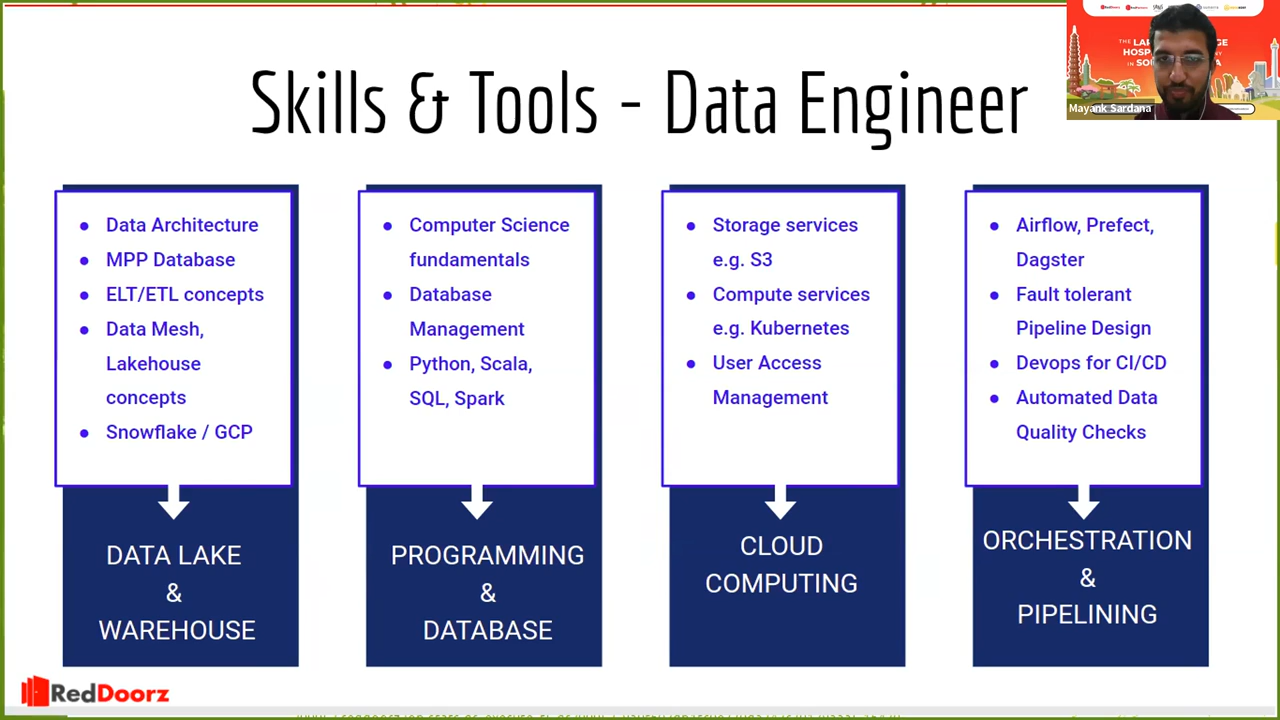 Skills & Tools - Data Engineer
Mayank Sardana
Data Architecture
MPP Database
ELT/ETL concepts
Data Mesh,
Lakehouse
concepts
Snowflake / GCP
DATA LAKE
&
WAREHOUSE
Computer Science
fundamentals
Database
Management
Python, Scala,
SQL, Spark
PROGRAMMING
&
DATABASE
Storage services
e.g. S3
Compute services
e.g. Kubernetes
User Access
Management
CLOUD
COMPUTING
Airflow, Prefect,
Dagster
Fault tolerant
Pipeline Design
Devops for CI/CD
Automated Data
Quality Checks
ORCHESTRATION
&
PIPELINING
RedDoorz